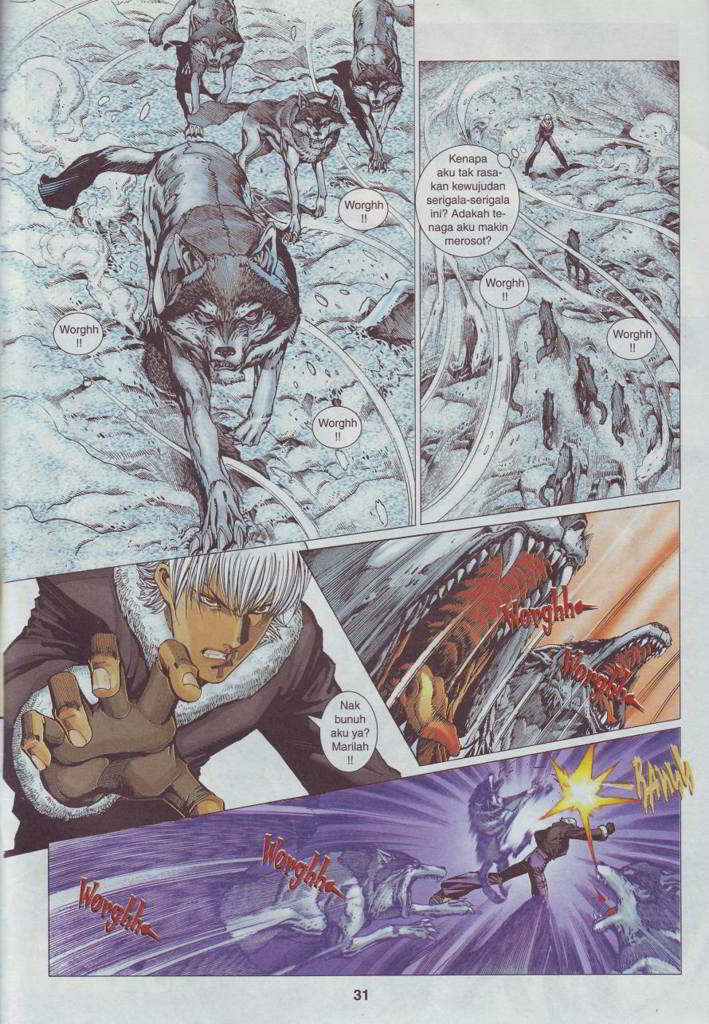 Worghh
!!
Worghh
!!
Worghh
!!
Kenapa
aku tak rasa-
kan kewujudan
serigala-serigala
ini? Adakah te-
naga aku makin
merosot?
Worghh
!!
Worghh
!!
Nak
bunuh
aku ya?
Marilah
!!
Worghh
Worghh
Worghh
Worghh
31